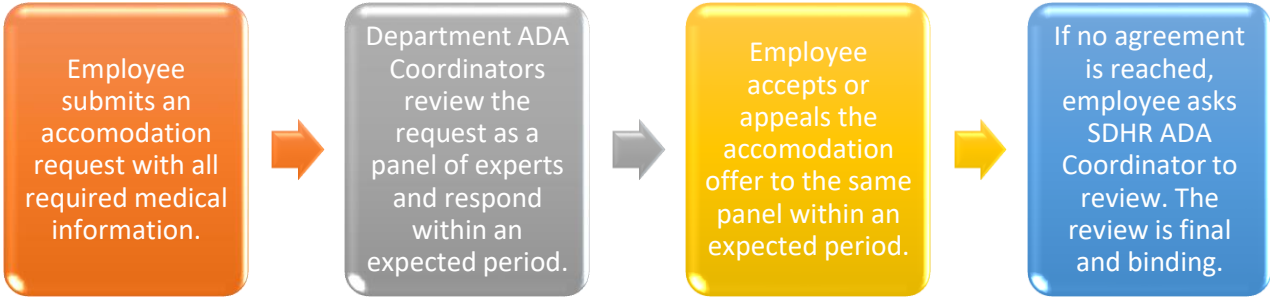 Employee
submits an
accomodation
request with all
required medical
information.
Department ADA
Coordinators
review the
request as a
panel of experts
and respond
within an
expected period.
Employee
accepts or
appeals the
accomodation
offer to the same
panel within an
expected period.
If no agreement
is reached,
employee asks
SDHR ADA
Coordinator to
review. The
review is final
and binding.